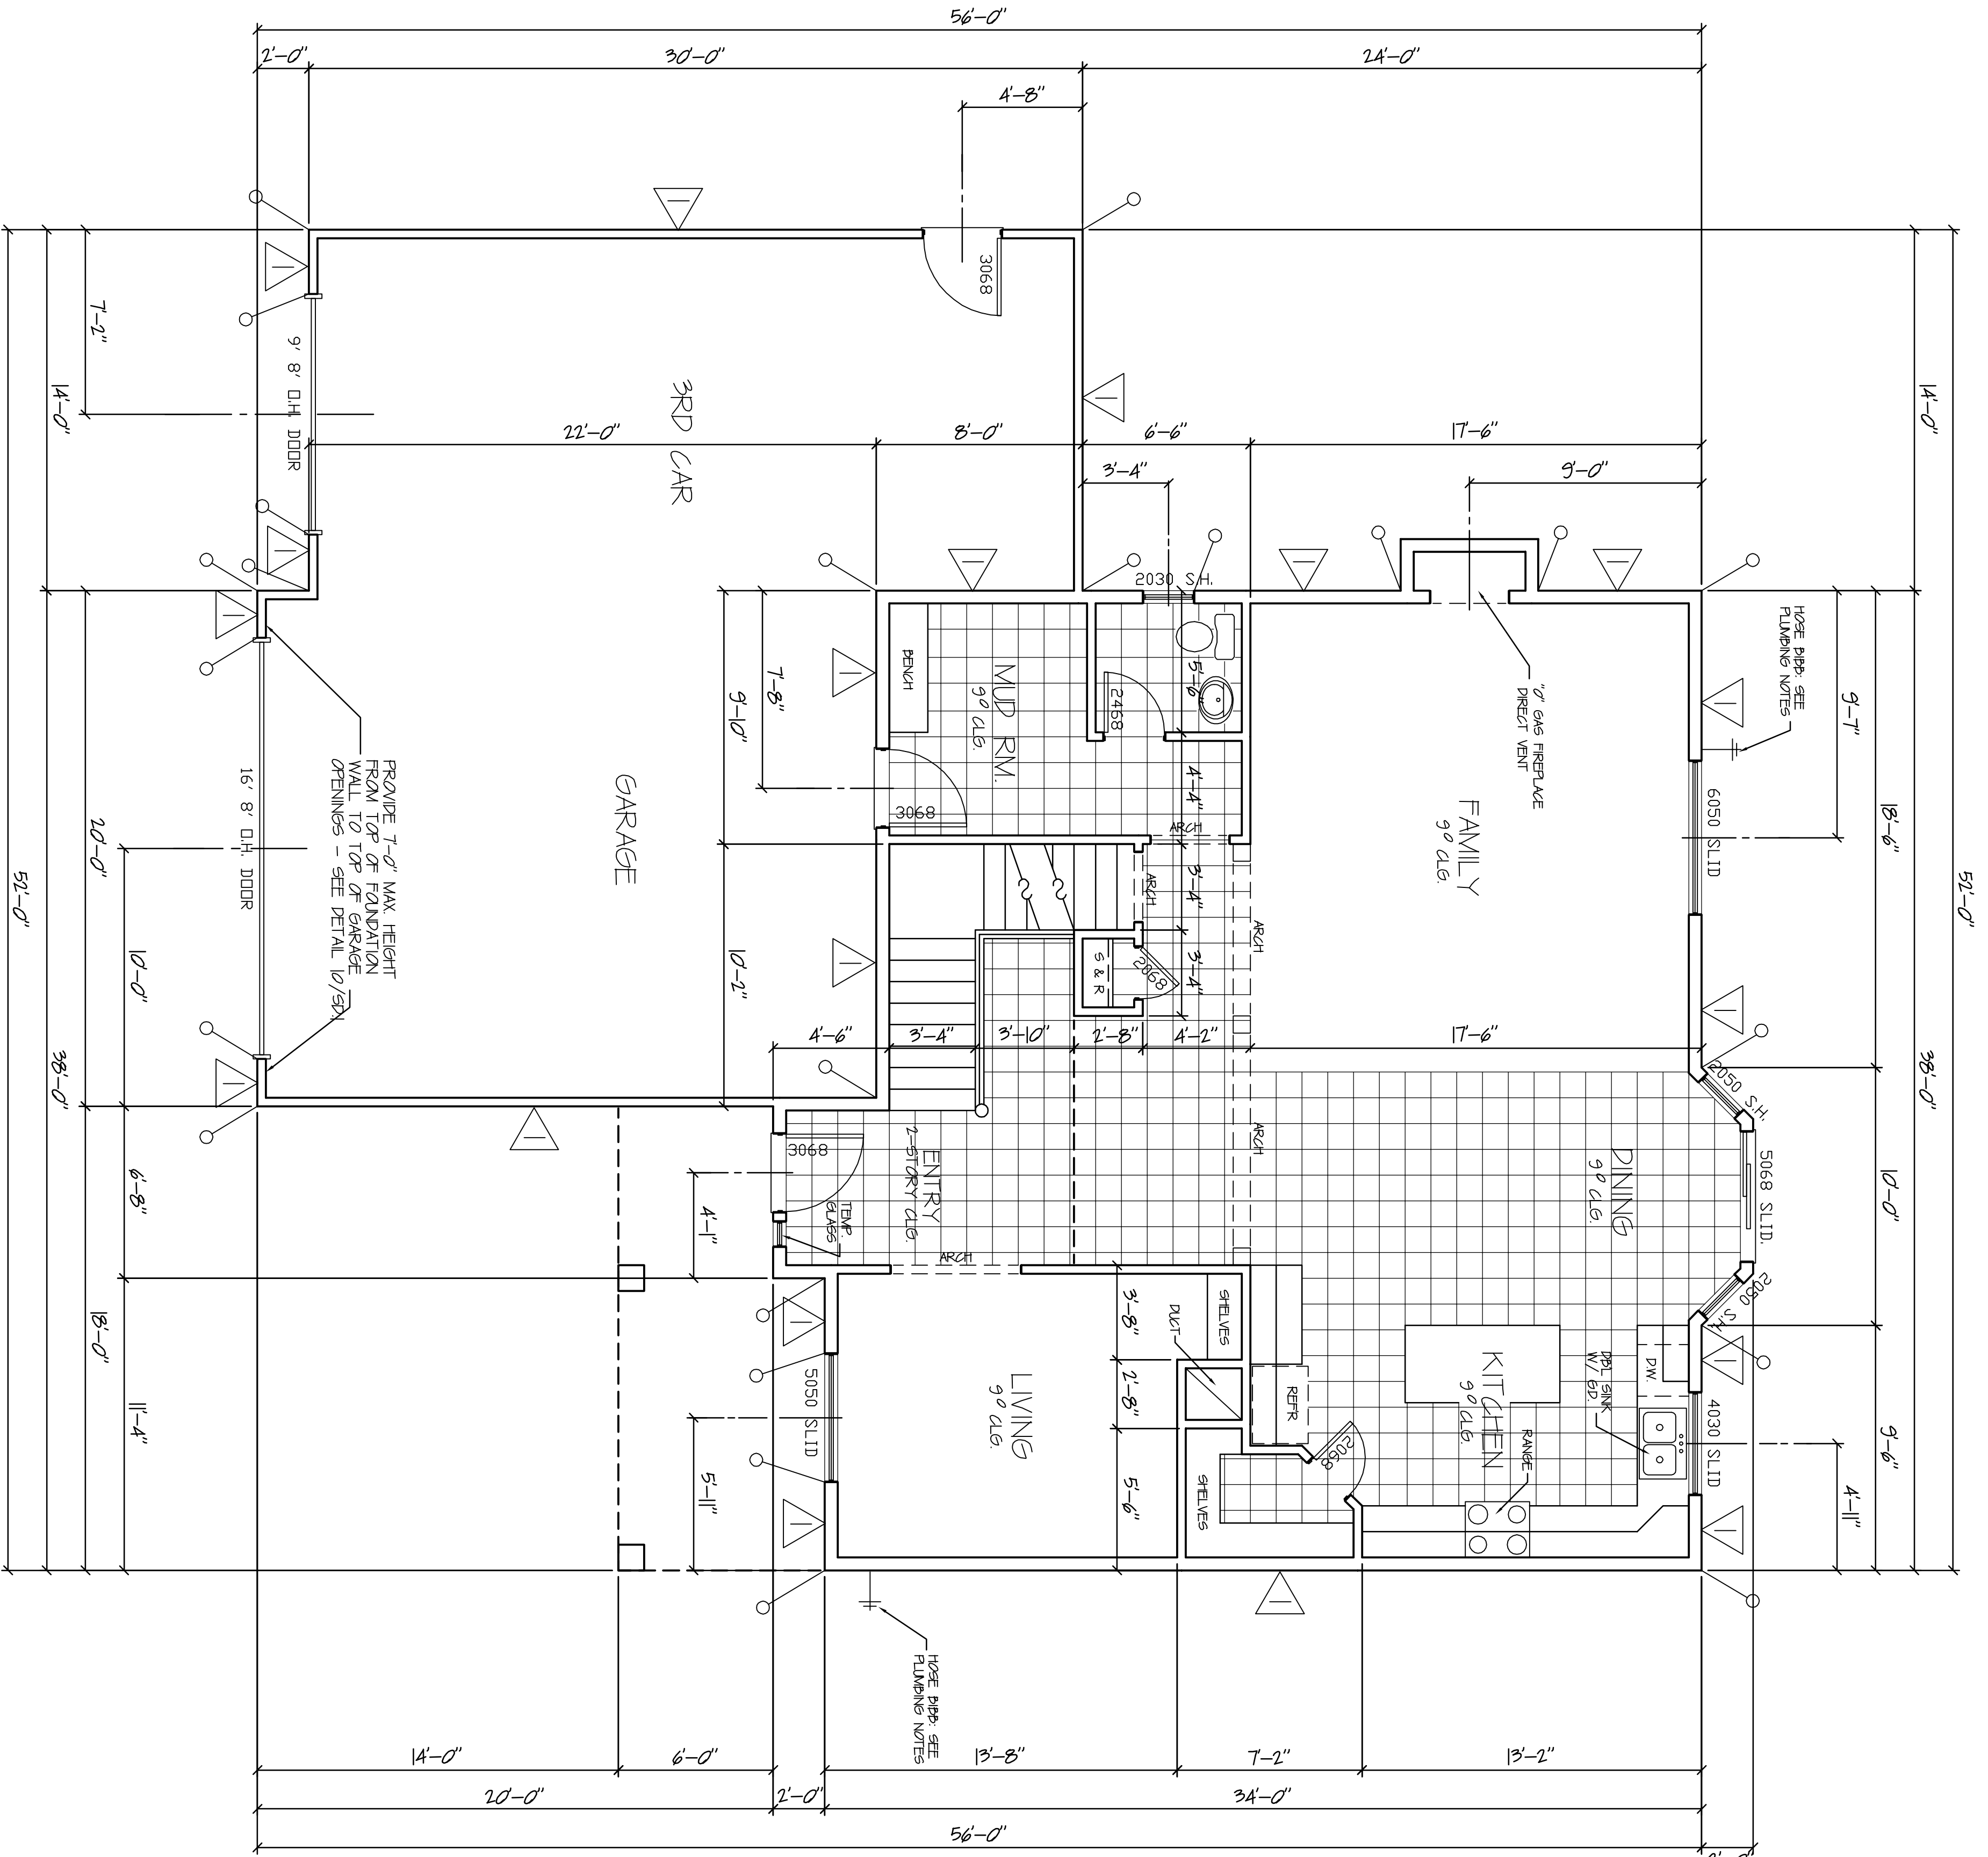 56'-0"
2'-0"
30'-0"
24'-0"
4'-8"
3068
7'-2"
14'-0"
9' 8' O.H. DOOR
3RD CAR
22'-0"
8'-0"
6'-6"
17'-6"
3'-4"
9'-0"
14'-0"
2030 S.H.
HOSE BIBB: SEE
PLUMBING NOTES
"0" GAS FIREPLACE
DIRECT VENT
BENCH
MUD RM.
9° CLG.
5'-6"
2468
7'-8"
9'-10"
9'-7"
18'-6"
52'-0"
38'-0"
4'-4"
3068
ARCH
FAMILY
9° CLG.
6050 SLID
GARAGE
16' 8' O.H. DOOR
PROVIDE 7'-0" MAX. HEIGHT
FROM TOP OF FOUNDATION
WALL TO TOP OF GARAGE
OPENINGS - SEE DETAIL 10/SD.1
20'-0"
10'-0"
52'-0"
38'-0"
10'-2"
ARCH
3'-4"
ARCH
S & R
2068
3'-4"
4'-6"
3'-4"
3'-10"
2'-8"
4'-2"
17'-6"
2050 S.H.
5068 SLID.
2050 S.H.
10'-0"
ARCH
DINING
9° CLG.
3068
ENTRY
2-STORY CLG.
TEMP.
GLASS
4'-1"
6'-8"
ARCH
3'-8"
SHELVES
DUCT
2'-8"
REF'R
KITCHEN
9° CLG.
DBL SINK
W/ GD.
D.W.
4030 SLID
9'-6"
4'-11"
RANGE
2068
SHELVES
5'-6"
LIVING
9° CLG.
5050 SLID
5'-11"
11'-4"
18'-0"
HOSE BIBB: SEE
PLUMBING NOTES
14'-0"
6'-0"
13'-8"
7'-2"
13'-2"
20'-0"
2'-0"
34'-0"
56'-0"